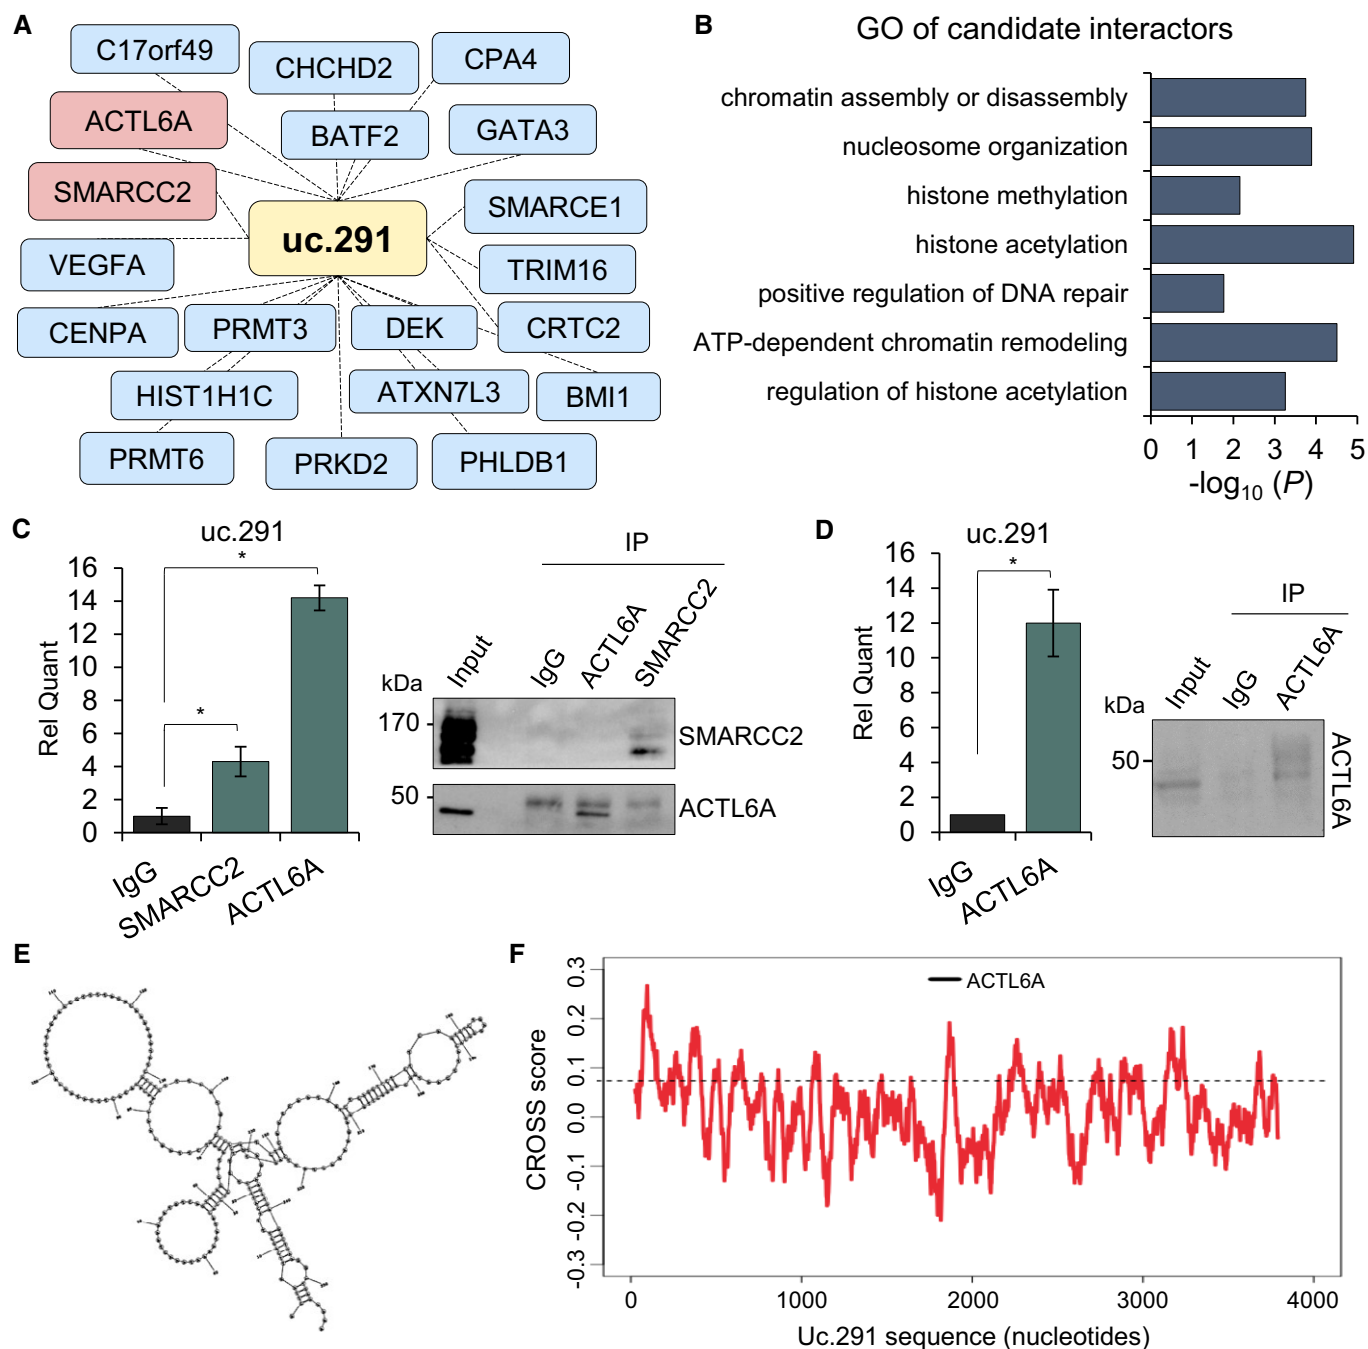 A
C17orf49
CHCHD2
CPA4
ACTL6A
BATF2
GATA3
SMARCC2
SMARCE1
uc.291
VEGFA
TRIM16
CENPA
PRMT3
DEK
CRTC2
HIST1H1C
ATXN7L3
BMI1
PRMT6
PRKD2
PHLDB1
B
GO of candidate interactors
chromatin assembly or disassembly
nucleosome organization
histone methylation
histone acetylation
positive regulation of DNA repair
ATP-dependent chromatin remodeling
regulation of histone acetylation
0 1 2 3 4 5
-log10 (P)
C
uc.291
*
*
16
14
12
10
8
6
4
2
0
Rel Quant
IgG
SMARCC2
ACTL6A
IP
Input
IgG
ACTL6A
SMARCC2
kDa
170
SMARCC2
50
ACTL6A
D
uc.291
*
16
14
12
10
8
6
4
2
0
Rel Quant
IgG
ACTL6A
IP
Input
IgG
ACTL6A
kDa
50
ACTL6A
E
F
ACTL6A
0.3
0.2
0.1
0.1
0.0
-0.1
-0.2
-0.3
CROSS score
0 1000 2000 3000 4000
Uc.291 sequence (nucleotides)